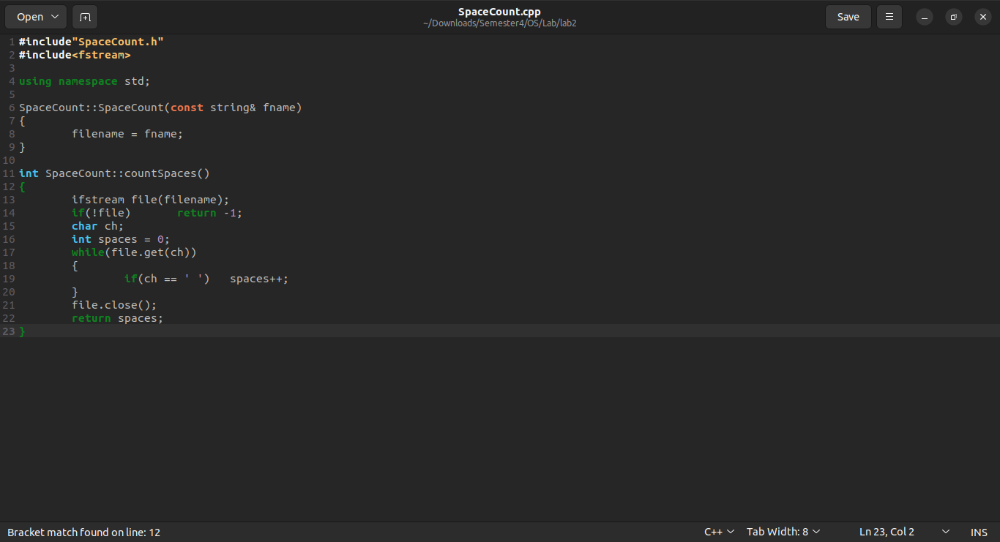 Open
SpaceCount.cpp
~/Downloads/Semester4/OS/Lab/lab2
Save
1 #include"SpaceCount.h"
2 #include<fstream>
3
4 using namespace std;
5
6 SpaceCount::SpaceCount(const string& fname)
7 {
8         filename = fname;
9 }
10
11 int SpaceCount::countSpaces()
12 {
13         ifstream file(filename);
14         if(!file)       return -1;
15         char ch;
16         int spaces = 0;
17         while(file.get(ch))
18         {
19                 if(ch == ' ')   spaces++;
20         }
21         file.close();
22         return spaces;
23 }
Bracket match found on line: 12
C++
Tab Width: 8
Ln 23, Col 2
INS